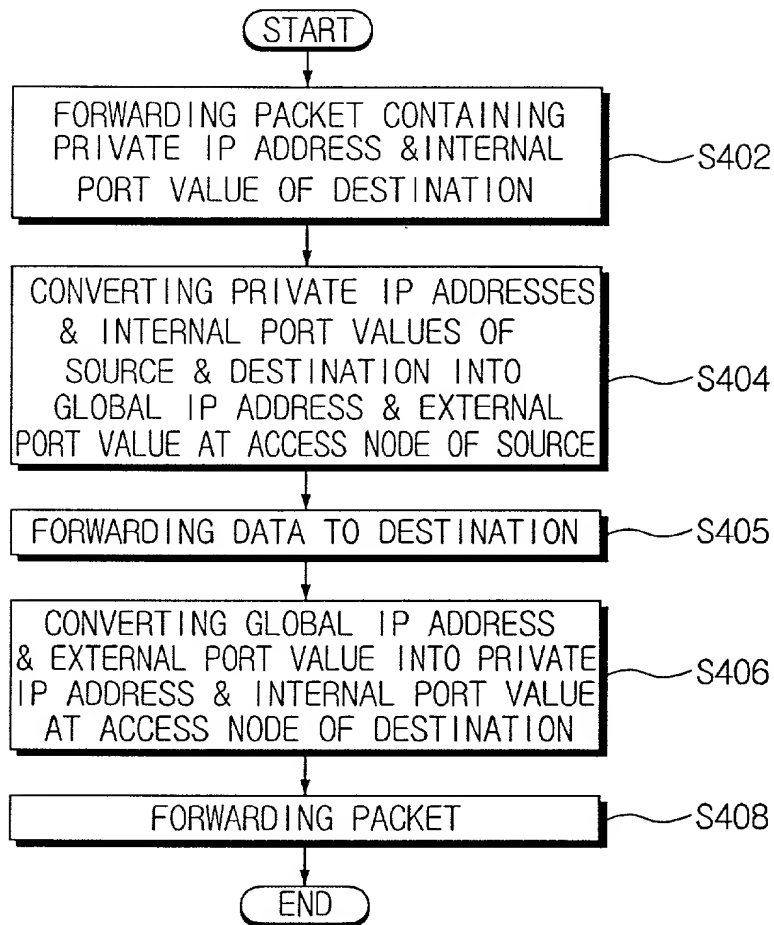 START
FORWARDING PACKET CONTAINING
PRIVATE IP ADDRESS &INTERNAL
PORT VALUE OF DESTINATION
S402
CONVERTING PRIVATE IP ADDRESSES
& INTERNAL PORT VALUES OF
SOURCE & DESTINATION INTO
GLOBAL IP ADDRESS & EXTERNAL
PORT VALUE AT ACCESS NODE OF SOURCE
S404
FORWARDING DATA TO DESTINATION
S405
CONVERTING GLOBAL IP ADDRESS
& EXTERNAL PORT VALUE INTO PRIVATE
IP ADDRESS & INTERNAL PORT VALUE
AT ACCESS NODE OF DESTINATION
S406
FORWARDING PACKET
S408
END